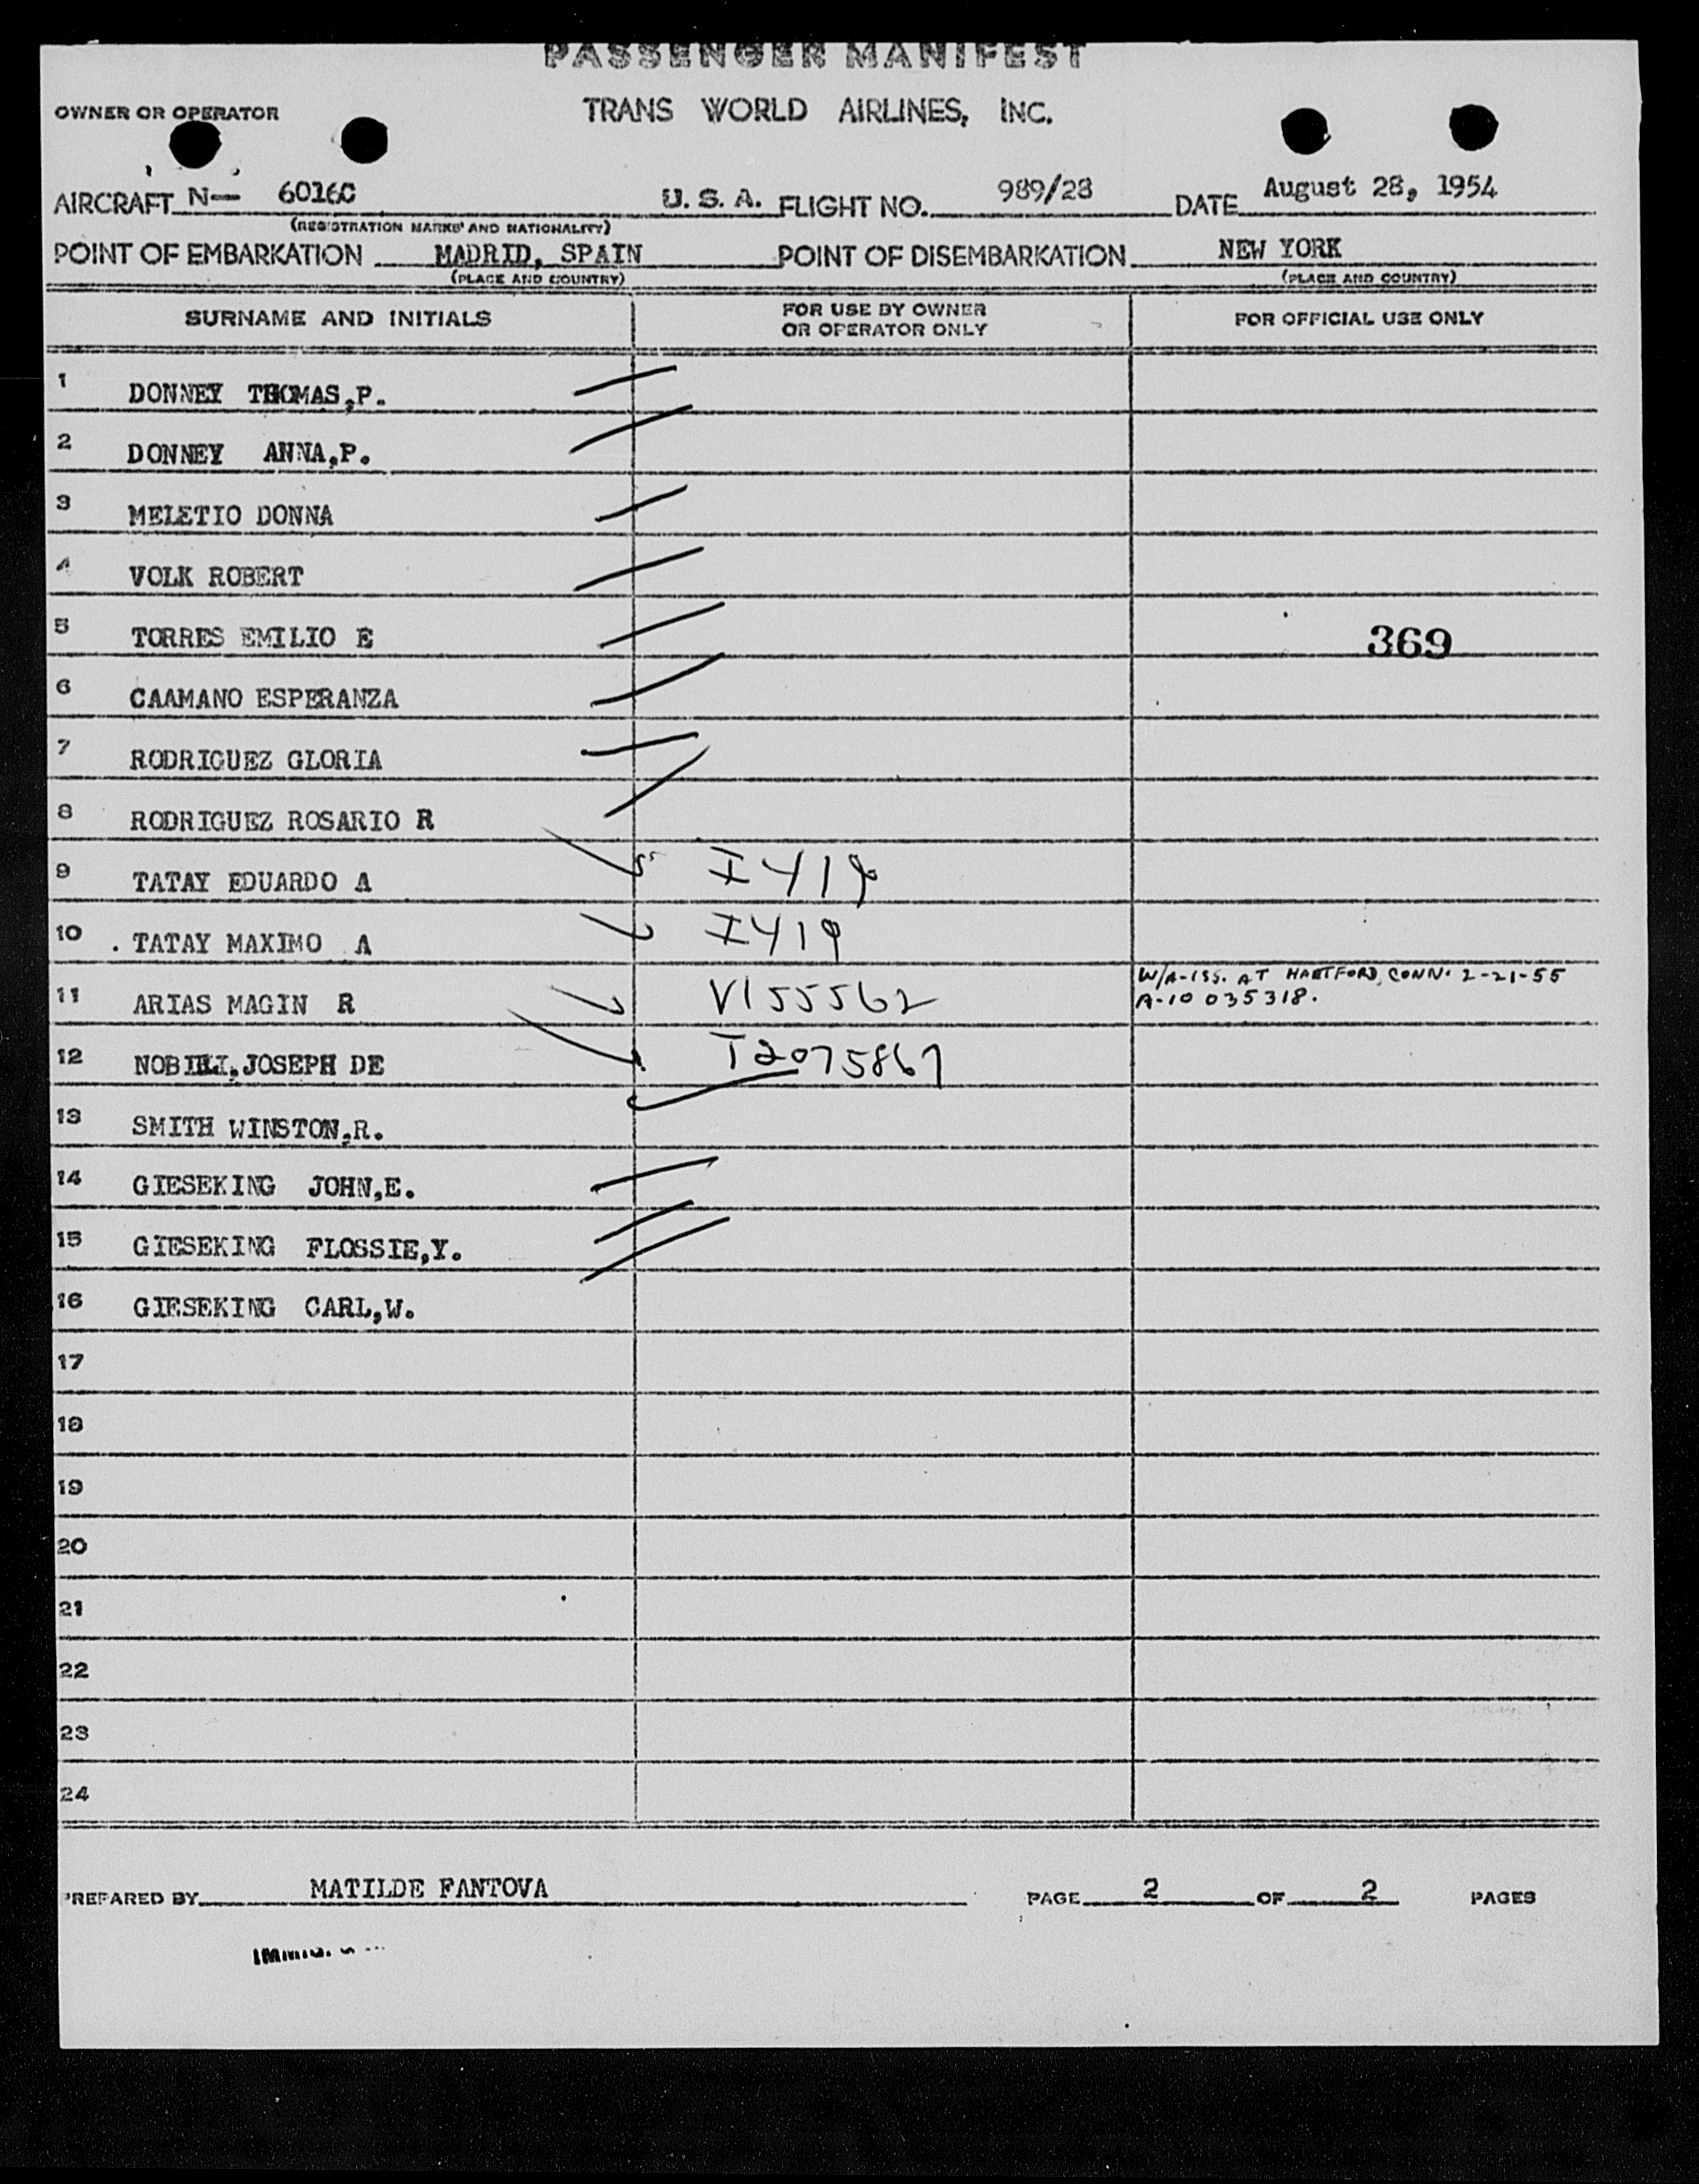 PASSENGER MANIFEST
OWNER OR OPERATOR TRANS WORLD AIRLINES, INC.
AIRCRAFT N— 6016C U. S. A. FLIGHT NO. 989/28 DATE August 28, 1954
(REGISTRATION MARKS AND NATIONALITY)
POINT OF EMBARKATION MADRID, SPAIN POINT OF DISEMBARKATION NEW YORK
(PLACE AND COUNTRY) (PLACE AND COUNTRY)
SURNAME AND INITIALS FOR USE BY OWNER OR OPERATOR ONLY FOR OFFICIAL USE ONLY
1 DONNEY THOMAS,P.
2 DONNEY ANNA,P.
3 MELETIO DONNA
4 VOLK ROBERT
5 TORRES EMILIO E 369
6 CAAMANO ESPERANZA
7 RODRIGUEZ GLORIA
8 RODRIGUEZ ROSARIO R
9 TATAY EDUARDO A I419
10 TATAY MAXIMO A I419
11 ARIAS MAGIN R V155562 W/A-ISS. AT HARTFORD, CONN. 2-21-55
A-10 035318.
12 NOBILI,JOSEPH DE T2075867
13 SMITH WINSTON,R.
14 GIESEKING JOHN,E.
15 GIESEKING FLOSSIE,Y.
16 GIESEKING CARL,W.
17
18
19
20
21
22
23
24
PREPARED BY MATILDE FANTOVA PAGE 2 OF 2 PAGES